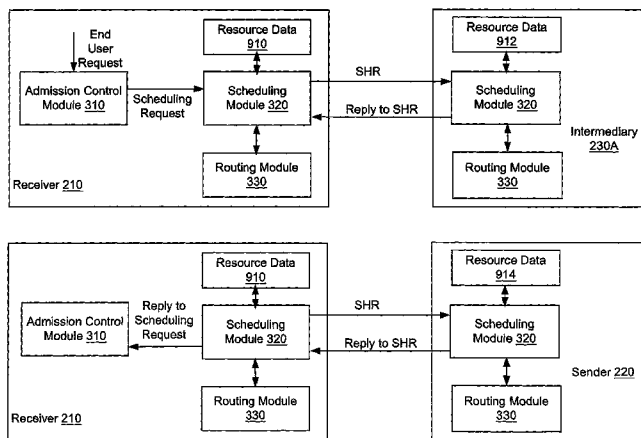 End
User
Request
Admission Control
Module 310
Scheduling
Request
Resource Data
910
Scheduling
Module 320
Routing Module
330
Receiver 210
SHR
Reply to SHR
Resource Data
912
Scheduling
Module 320
Routing Module
330
Intermediary
230A
Admission Control
Module 310
Reply to
Scheduling
Request
Resource Data
910
Scheduling
Module 320
Routing Module
330
Receiver 210
SHR
Reply to SHR
Resource Data
914
Scheduling
Module 320
Routing Module
330
Sender 220